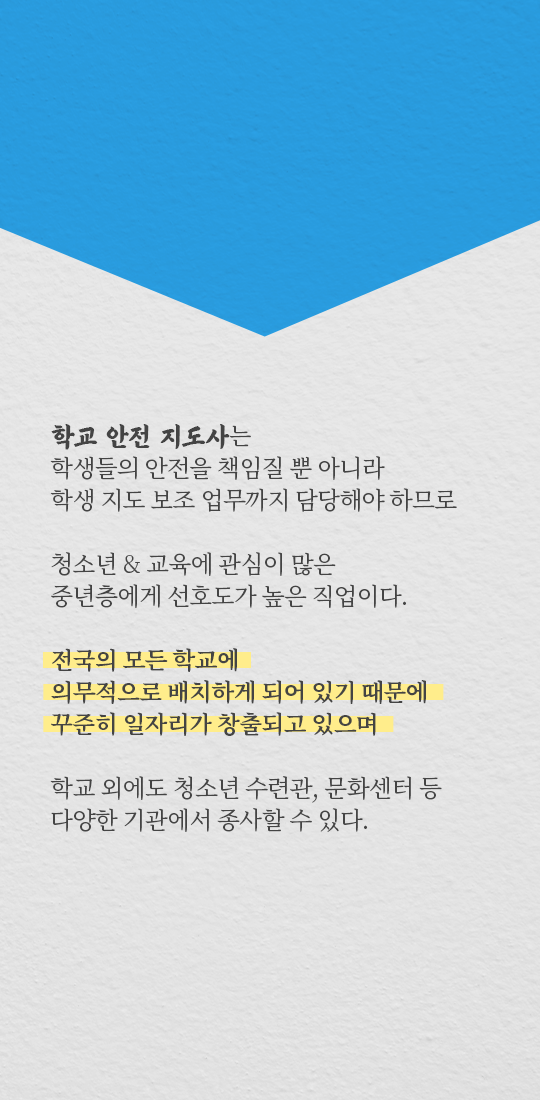 학교 안전 지도사는
학생들의 안전을 책임질 뿐 아니라
학생 지도 보조 업무까지 담당해야 하므로
청소년 & 교육에 관심이 많은
중년층에게 선호도가 높은 직업이다.
전국의 모든 학교에
의무적으로 배치하게 되어 있기 때문에
꾸준히 일자리가 창출되고 있으며
학교 외에도 청소년 수련관, 문화센터 등
다양한 기관에서 종사할 수 있다.